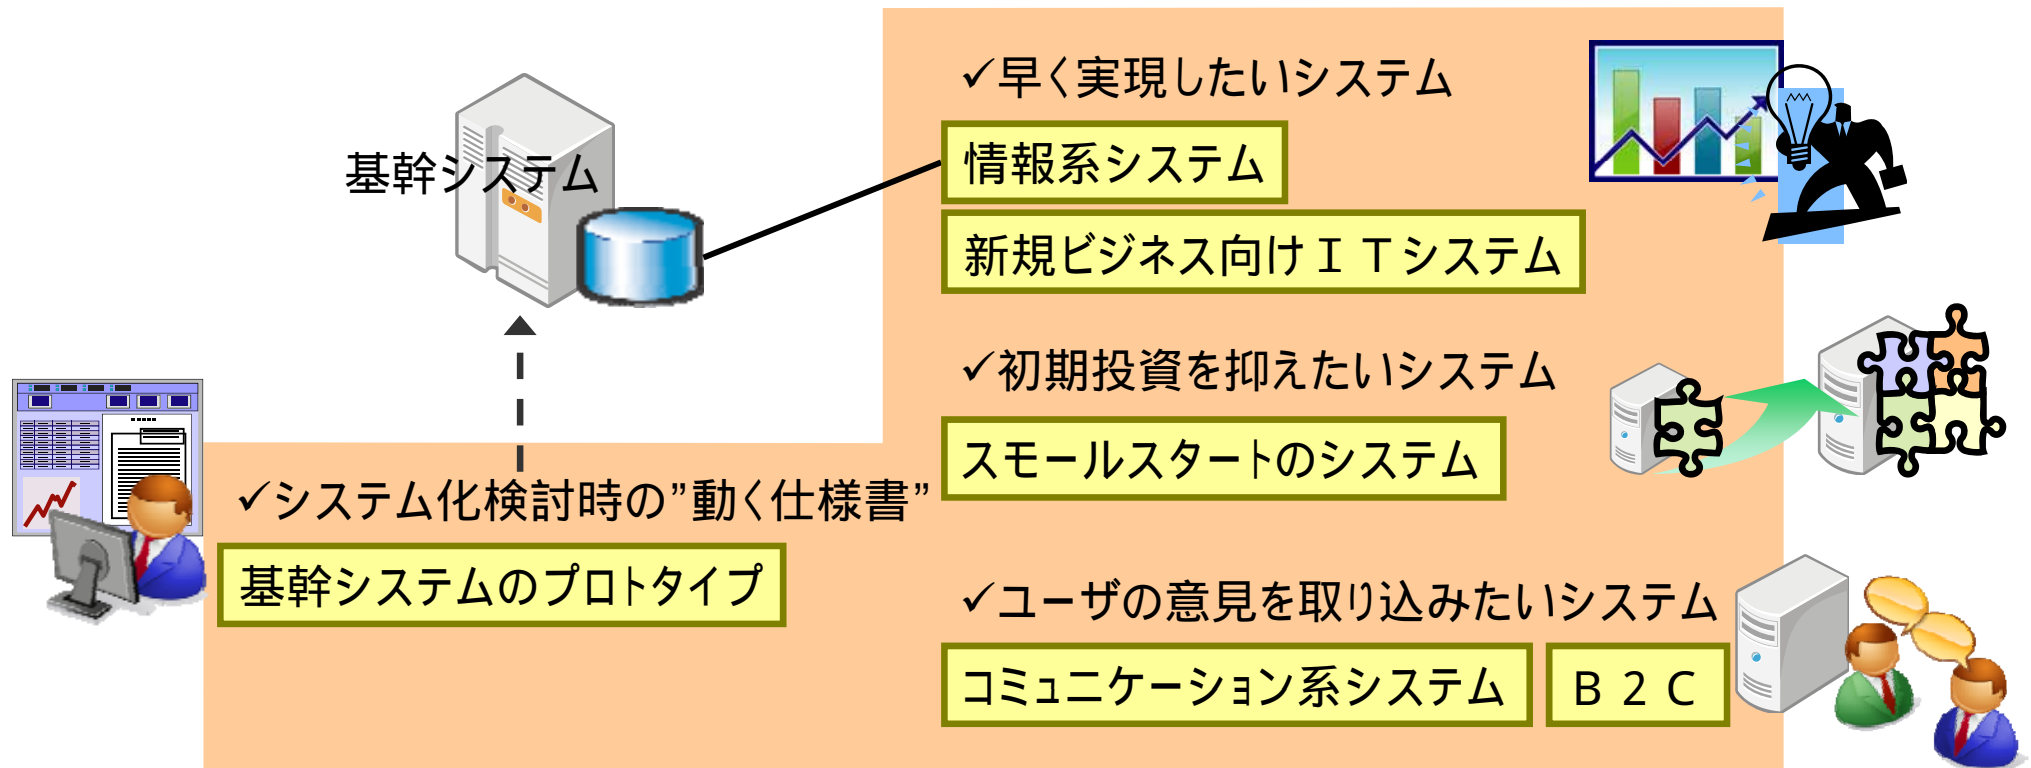 ✓早く実現したいシステム
情報系システム
新規ビジネス向けＩＴシステム
基幹システム
✓初期投資を抑えたいシステム
スモールスタートのシステム
✓システム化検討時の”動く仕様書”
基幹システムのプロトタイプ
✓ユーザの意見を取り込みたいシステム
コミュニケーション系システム
Ｂ２Ｃ